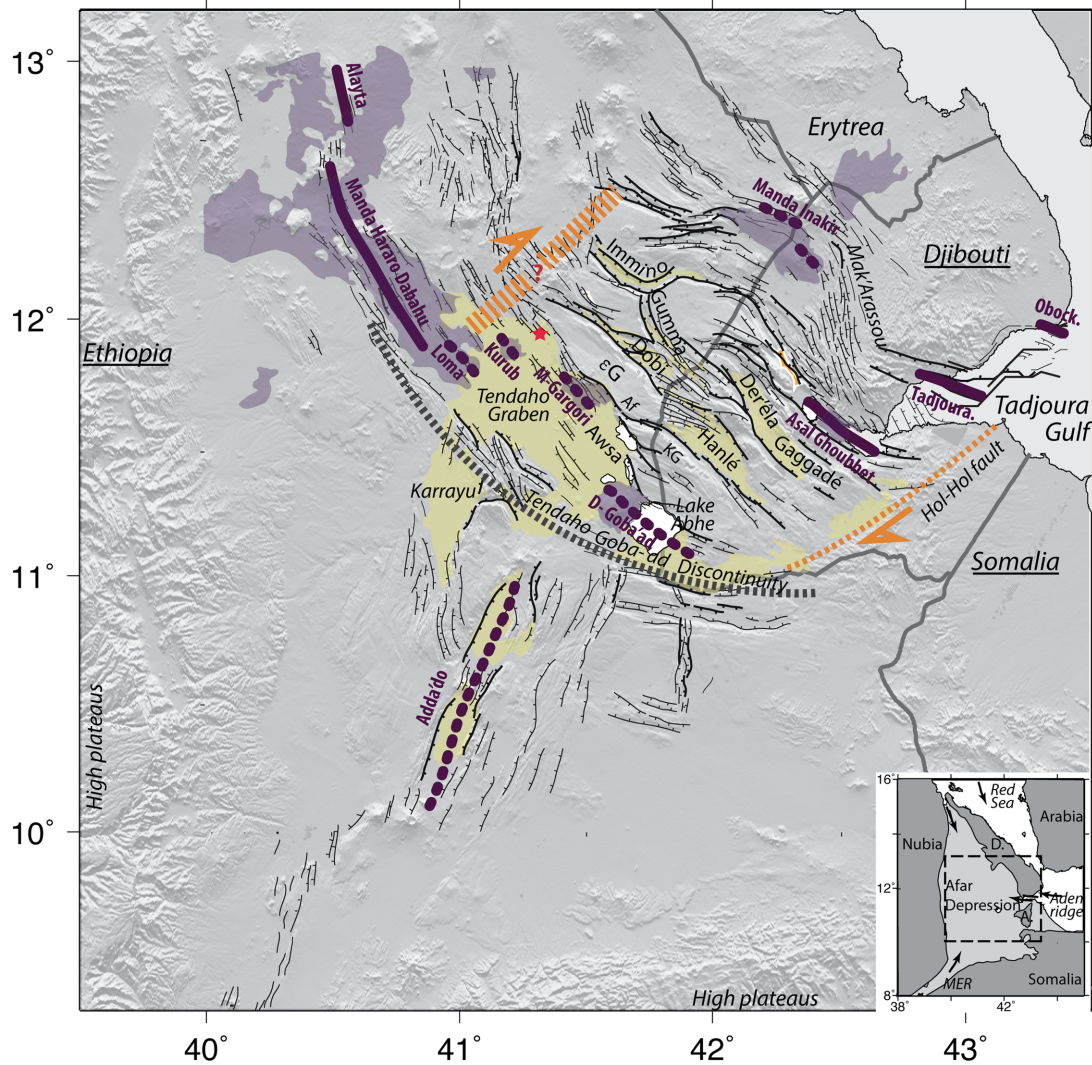 13°
12°
11°
10°
40°
41°
42°
43°
Alayta
Manda Hararo-Dabahu
Erytrea
Manda Inakir
Mak'Arassou
Djibouti
Obock.
Ethiopia
?
Immino
Gumma
Dobi
Loma
Kurub
M-Gargori
εG
Af
Der'éla Gaggadé
Asal Ghoubbet
Tadjoura.
Tadjoura
Gulf
Tendaho
Graben
Awsa
KG
Hanlé
Karrayu
D-Goba'ad
Lake
Abhe
Hol-Hol fault
Tendaho Goba-ad Discontinuity
Somalia
Adda'do
High plateaus
High plateaus
16°
12°
8°
38°
42°
Red
Sea
Arabia
Nubia
D.
Afar
Depression
Aden
ridge
A.
MER
Somalia